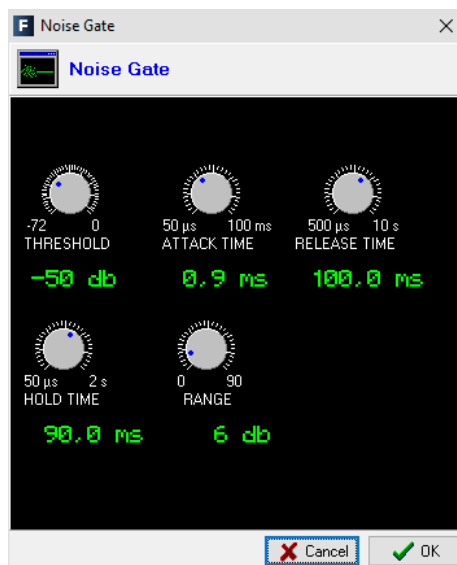 F Noise Gate
Noise Gate
-72 0 50 µs 100 ms 500 µs 10 s
THRESHOLD ATTACK TIME RELEASE TIME
-50 db 0,9 ms 100,0 ms
50 µs 2 s 0 90
HOLD TIME RANGE
90,0 ms 6 db
Cancel OK